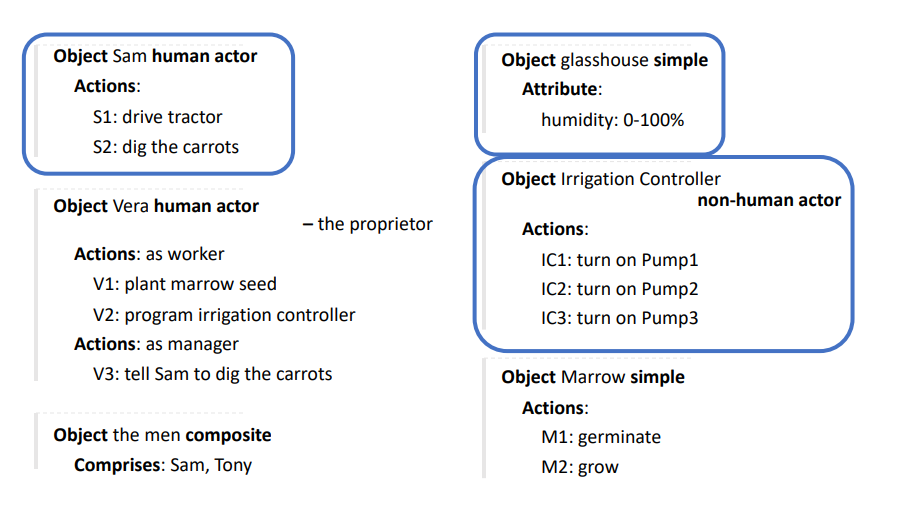 Object Sam human actor
Actions:
S1: drive tractor
S2: dig the carrots
Object Vera human actor
– the proprietor
Actions: as worker
V1: plant marrow seed
V2: program irrigation controller
Actions: as manager
V3: tell Sam to dig the carrots
Object the men composite
Comprises: Sam, Tony
Object glasshouse simple
Attribute:
humidity: 0-100%
Object Irrigation Controller
non-human actor
Actions:
IC1: turn on Pump1
IC2: turn on Pump2
IC3: turn on Pump3
Object Marrow simple
Actions:
M1: germinate
M2: grow